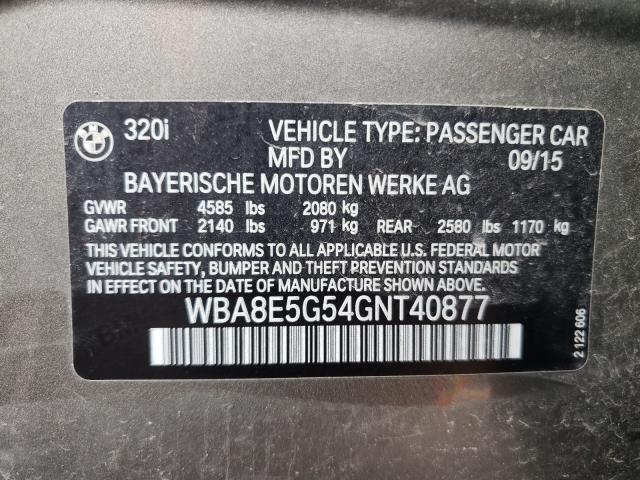 BMW
320i VEHICLE TYPE: PASSENGER CAR
MFD BY 09/15
BAYERISCHE MOTOREN WERKE AG
GVWR 4585 lbs 2080 kg
GAWR FRONT 2140 lbs 971 kg REAR 2580 lbs 1170 kg
THIS VEHICLE CONFORMS TO ALL APPLICABLE U.S. FEDERAL MOTOR
VEHICLE SAFETY, BUMPER AND THEFT PREVENTION STANDARDS IN
EFFECT ON THE DATE OF MANUFACTURE SHOWN ABOVE.
WBA8E5G54GNT40877
2 122 606